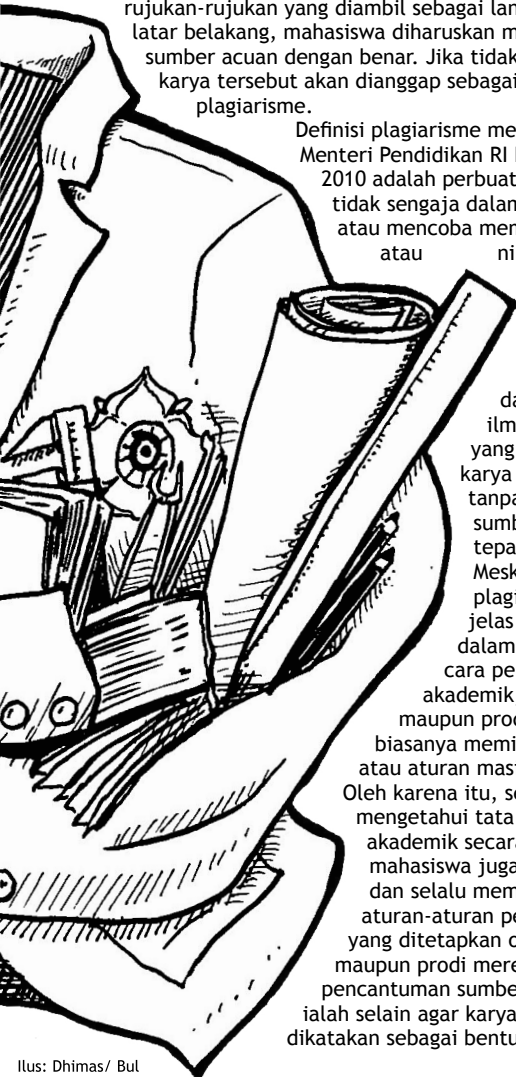 rujukan-rujukan yang diambil sebagai lan
latar belakang, mahasiswa diharuskan m
sumber acuan dengan benar. Jika tidak
karya tersebut akan dianggap sebagai
plagiarisme.
Definisi plagiarisme me
Menteri Pendidikan RI
2010 adalah perbuat
tidak sengaja dalam
atau mencoba men
atau ni
da
ilm
yang
karya
tanpa
sumb
tepa
Mesk
plagi
jelas
dalam
cara pe
akademik
maupun prod
biasanya memi
atau aturan mas
Oleh karena itu, se
mengetahui tata
akademik secara
mahasiswa juga
dan selalu mem
aturan-aturan pe
yang ditetapkan o
maupun prodi mere
pencantuman sumbe
ialah selain agar karya
dikatakan sebagai bentu
Ilus: Dhimas/ Bul